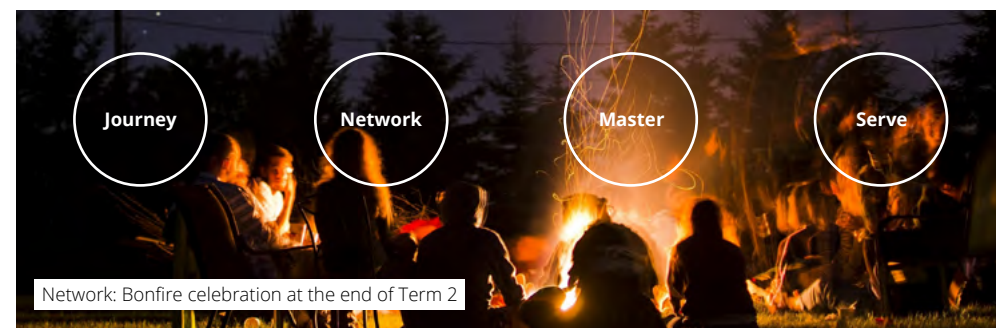 Journey
Network
Master
Serve
Network: Bonfire celebration at the end of Term 2